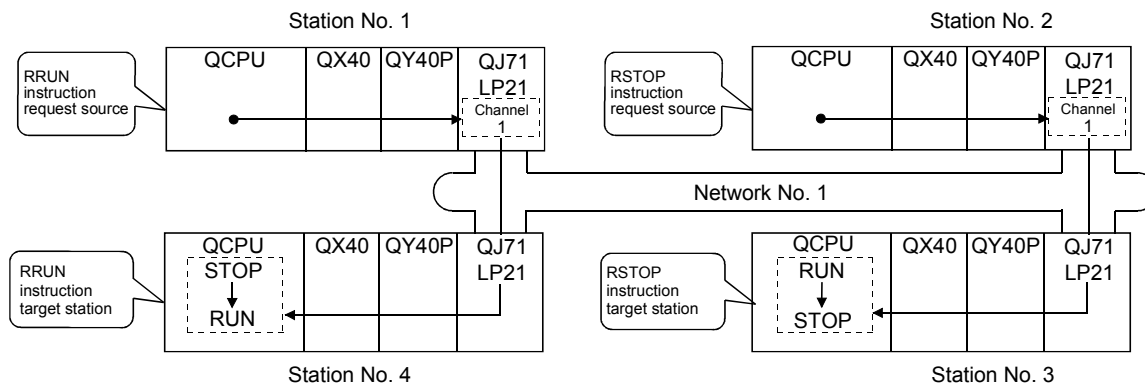 Station No. 1
Station No. 2
RRUN
instruction
request source
QCPU
QX40
QY40P
QJ71
LP21
Channel
1
RSTOP
instruction
request source
QCPU
QX40
QY40P
QJ71
LP21
Channel
1
Network No. 1
RRUN
instruction
target station
QCPU
STOP
RUN
QX40
QY40P
QJ71
LP21
RSTOP
instruction
target station
QCPU
RUN
STOP
QX40
QY40P
QJ71
LP21
Station No. 4
Station No. 3